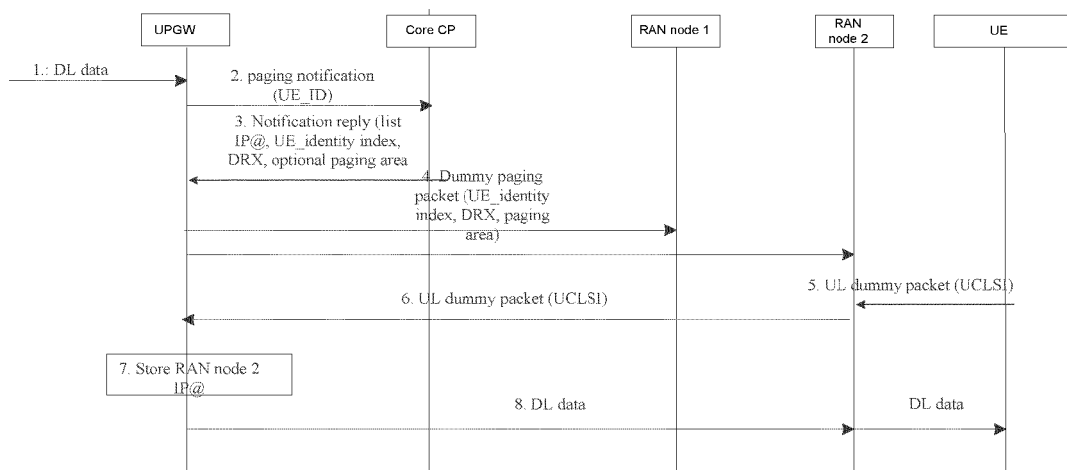 UPGW
Core CP
RAN node 1
RAN
node 2
UE
1.: DL data
2. paging notification
(UE_ID)
3. Notification reply (list
IP@, UE_identity index,
DRX, optional paging area)
4. Dummy paging
packet (UE_identity
index, DRX, paging
area)
5. UL dummy packet (UCLSI)
6. UL dummy packet (UCLSI)
7. Store RAN node 2
IP@
8. DL data
DL data